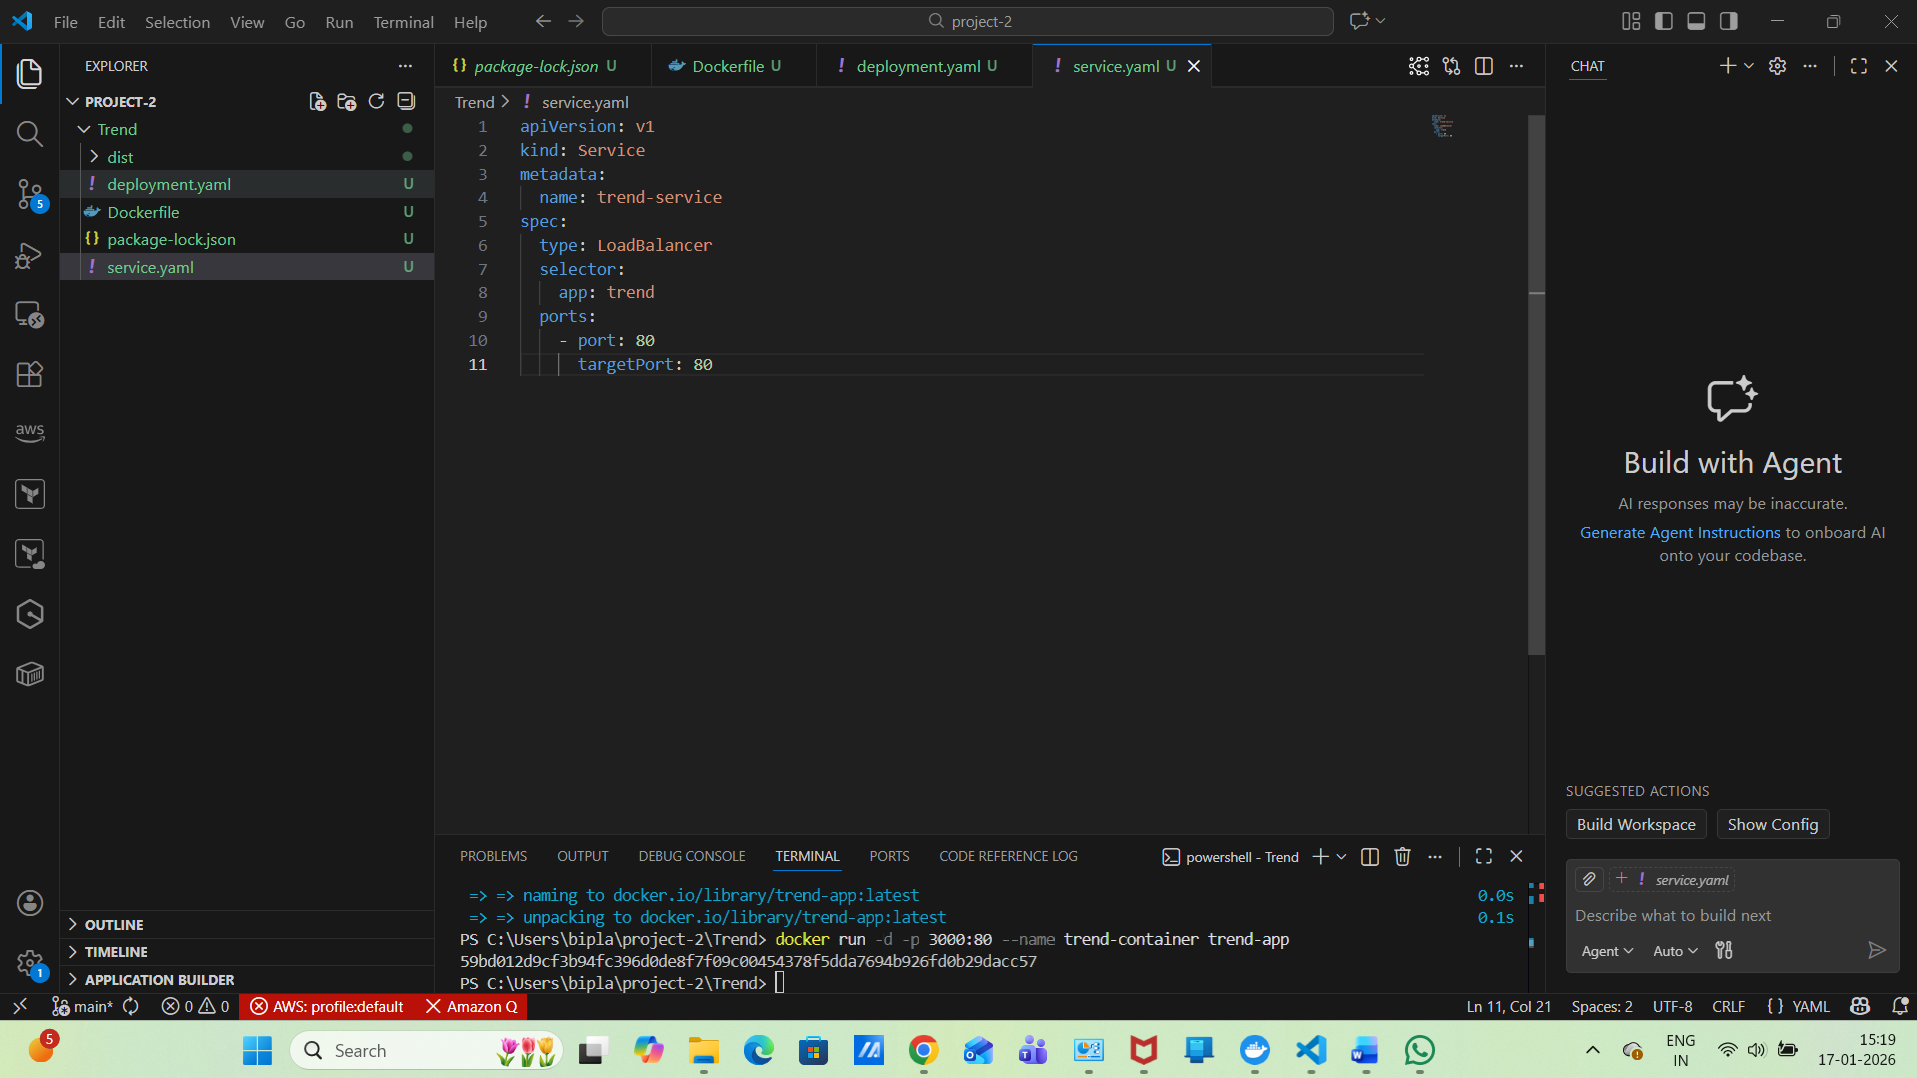 File Edit Selection View Go Run Terminal Help
project-2
EXPLORER
PROJECT-2
Trend
dist
! deployment.yaml U
Dockerfile U
{} package-lock.json U
! service.yaml U
5
aws
1
OUTLINE
TIMELINE
APPLICATION BUILDER
{} package-lock.json U
Dockerfile U
! deployment.yaml U
! service.yaml U
Trend > ! service.yaml
1 apiVersion: v1
2 kind: Service
3 metadata:
4 name: trend-service
5 spec:
6 type: LoadBalancer
7 selector:
8 app: trend
9 ports:
10 - port: 80
11 targetPort: 80
PROBLEMS OUTPUT DEBUG CONSOLE TERMINAL PORTS CODE REFERENCE LOG
powershell - Trend
=> => naming to docker.io/library/trend-app:latest 0.0s
=> => unpacking to docker.io/library/trend-app:latest 0.1s
PS C:\Users\bipla\project-2\Trend> docker run -d -p 3000:80 --name trend-container trend-app
59bd012d9cf3b94fc396d0de8f7f09c00454378f5dda7694b926fd0b29dacc57
PS C:\Users\bipla\project-2\Trend>
CHAT
Build with Agent
AI responses may be inaccurate.
Generate Agent Instructions to onboard AI
onto your codebase.
SUGGESTED ACTIONS
Build Workspace Show Config
+ ! service.yaml
Describe what to build next
Agent Auto
main* 0 0 AWS: profile:default Amazon Q
Ln 11, Col 21 Spaces: 2 UTF-8 CRLF {} YAML
5
Search
ENG
IN
15:19
17-01-2026